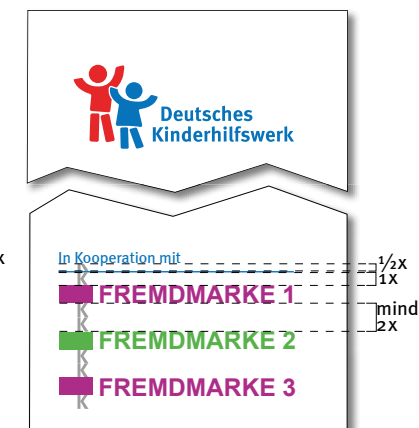 Deutsches
Kinderhilfswerk
x
In Kooperation mit
½x
1x
FREMDMARKE 1
mind
2x
FREMDMARKE 2
FREMDMARKE 3